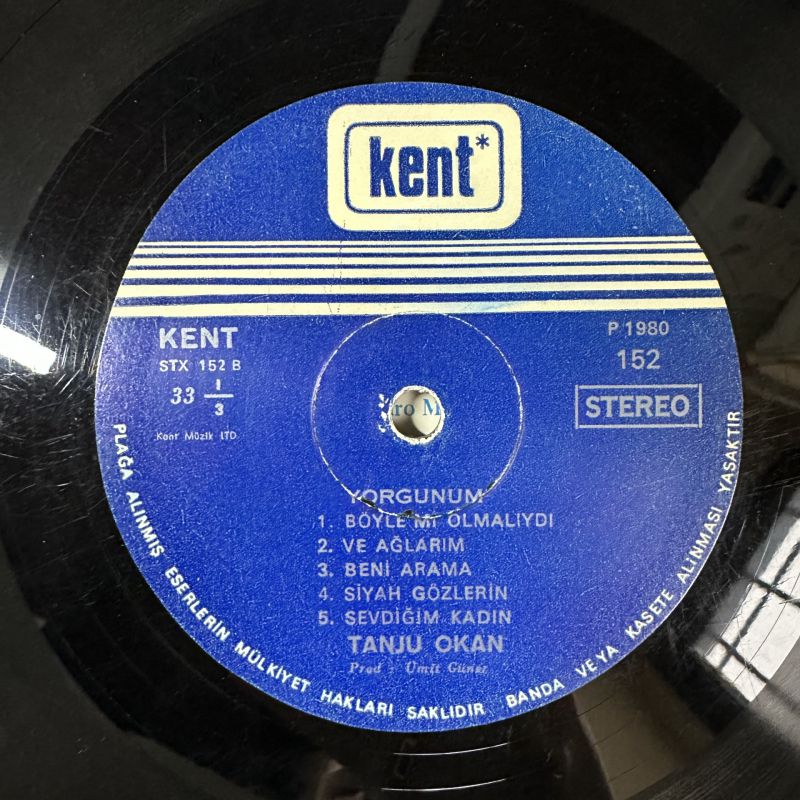 kent*
KENT
STX 152 B
33 1/3
Kent Müzik LTD
P 1980
152
STEREO
YORGUNUM
1. BÖYLE Mİ OLMALIYDI
2. VE AĞLARIM
3. BENİ ARAMA
4. SİYAH GÖZLERİN
5. SEVDİĞİM KADIN
TANJU OKAN
Prod : Ümit Güner
PLAĞA ALINMIŞ ESERLERİN MÜLKİYET HAKLARI SAKLIDIR BANDA VE YA KASETE ALINMASI YASAKTIR